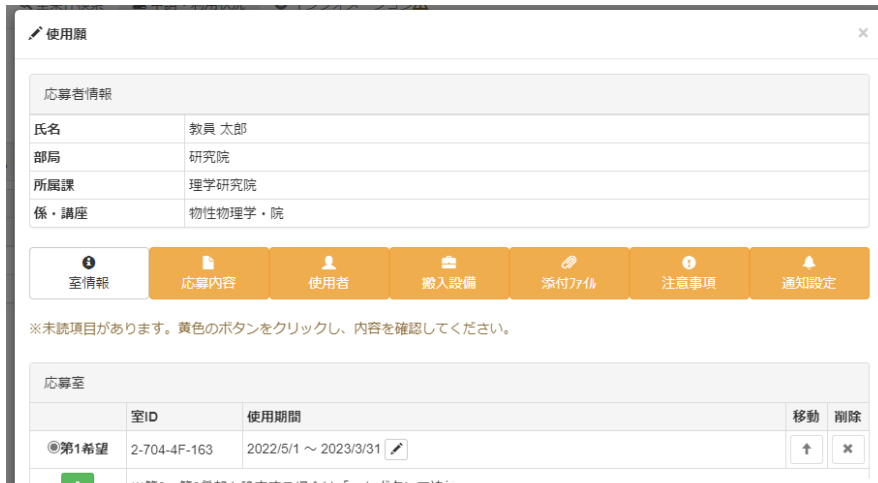 使用願
×
応募者情報
氏名 教員 太郎
部局 研究院
所属課 理学研究院
係・講座 物性物理学・院
室情報 応募内容 使用者 搬入設備 添付ファイル 注意事項 通知設定
※未読項目があります。黄色のボタンをクリックし、内容を確認してください。
応募室
室ID 使用期間 移動 削除
第1希望 2-704-4F-163 2022/5/1 ～ 2023/3/31